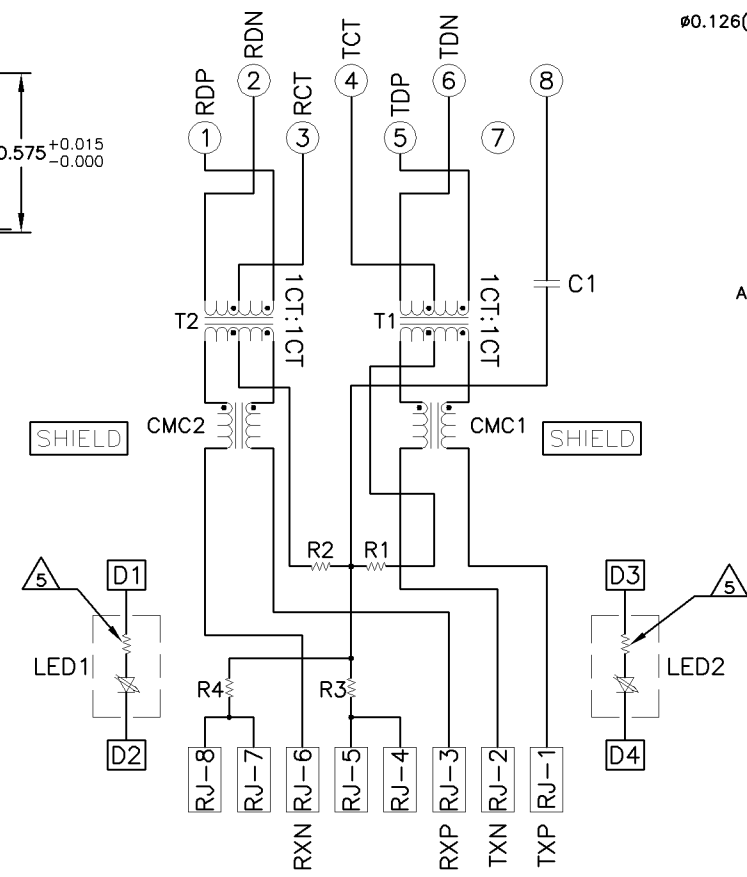 ø0.126(
0.575 +0.015
-0.000
RDP
RDN
RCT
TCT
TDP
TDN
1
2
3
4
5
6
7
8
1CT:1CT
1CT:1CT
T2
T1
C1
A
SHIELD
CMC2
CMC1
SHIELD
R2
R1
5
D1
D3
5
LED1
LED2
R4
R3
D2
D4
RJ-8
RJ-7
RJ-6
RJ-5
RJ-4
RJ-3
RJ-2
RJ-1
RXN
RXP
TXN
TXP